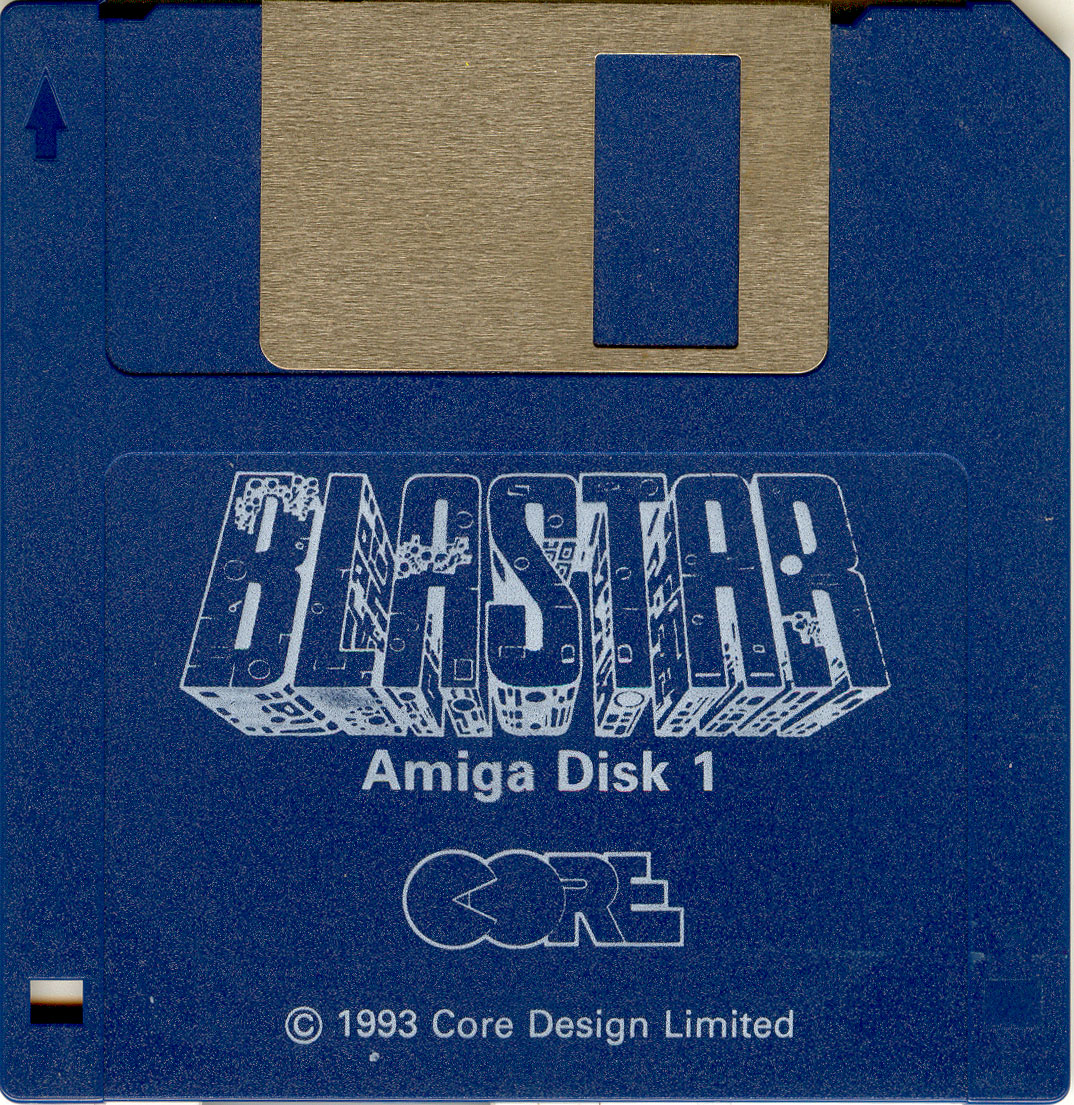 BLASTAR
Amiga Disk 1
CORE
© 1993 Core Design Limited